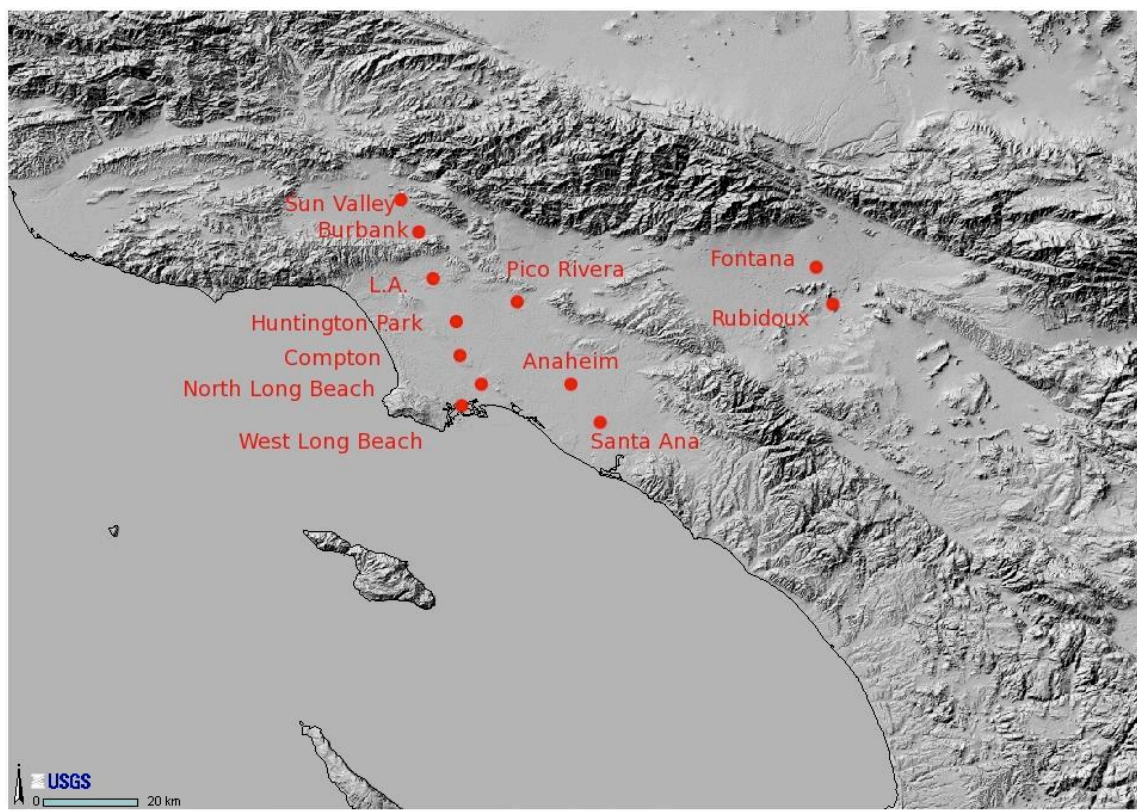 Sun Valley
Burbank
Pico Rivera
Fontana
L.A.
Rubidoux
Huntington Park
Compton
Anaheim
North Long Beach
West Long Beach
Santa Ana
USGS
0 20 km